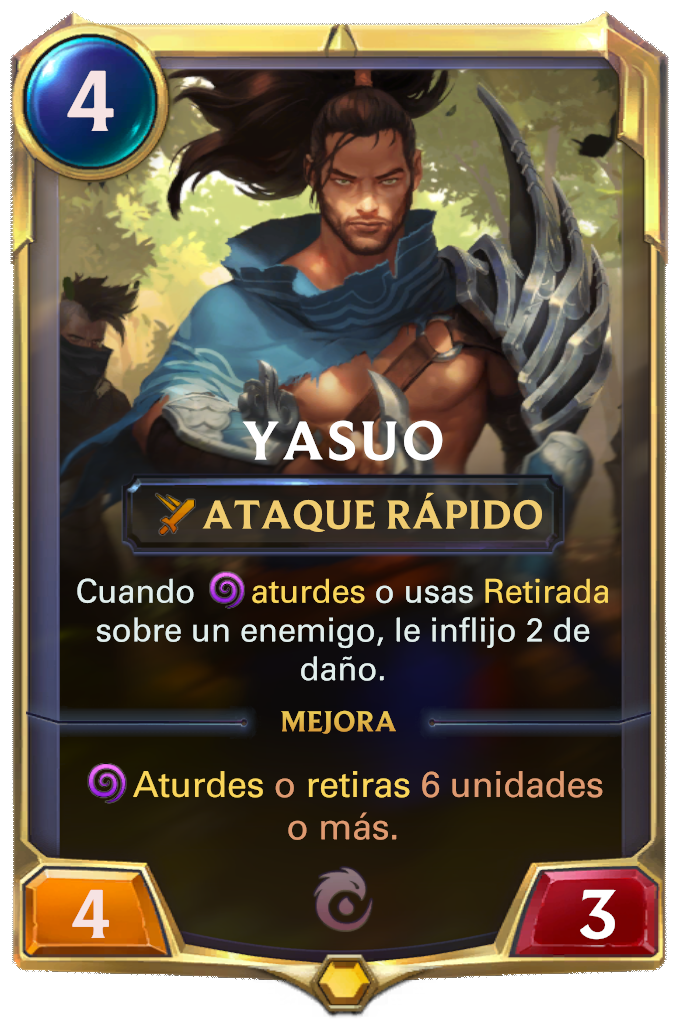 4
YASUO
ATAQUE RÁPIDO
Cuando aturdes o usas Retirada
sobre un enemigo, le inflijo 2 de
daño.
MEJORA
Aturdes o retiras 6 unidades
o más.
4
3